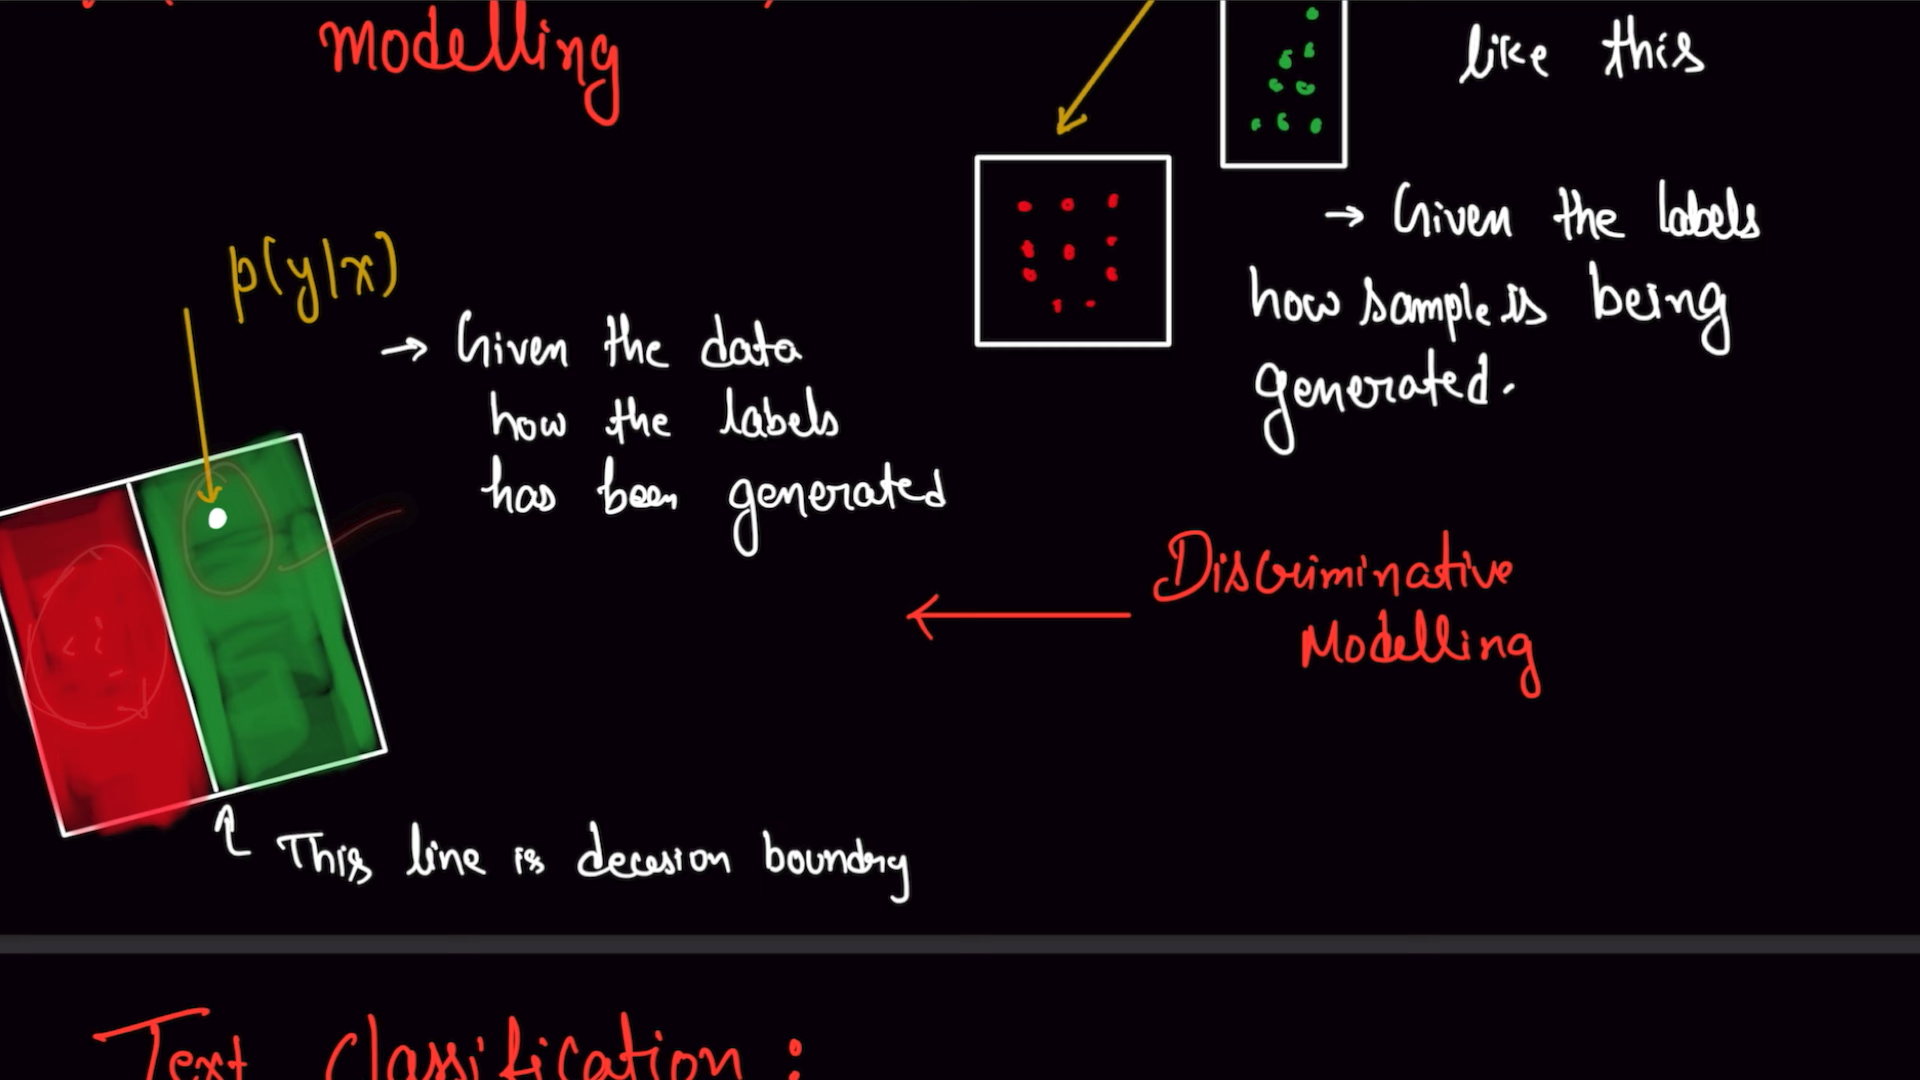 modelling
like this
p(y|x)
→ Given the data
how the labels
has been generated
→ Given the labels
how sample is being
generated.
Discriminative
Modelling
This line is decesion boundry
Text Classification :